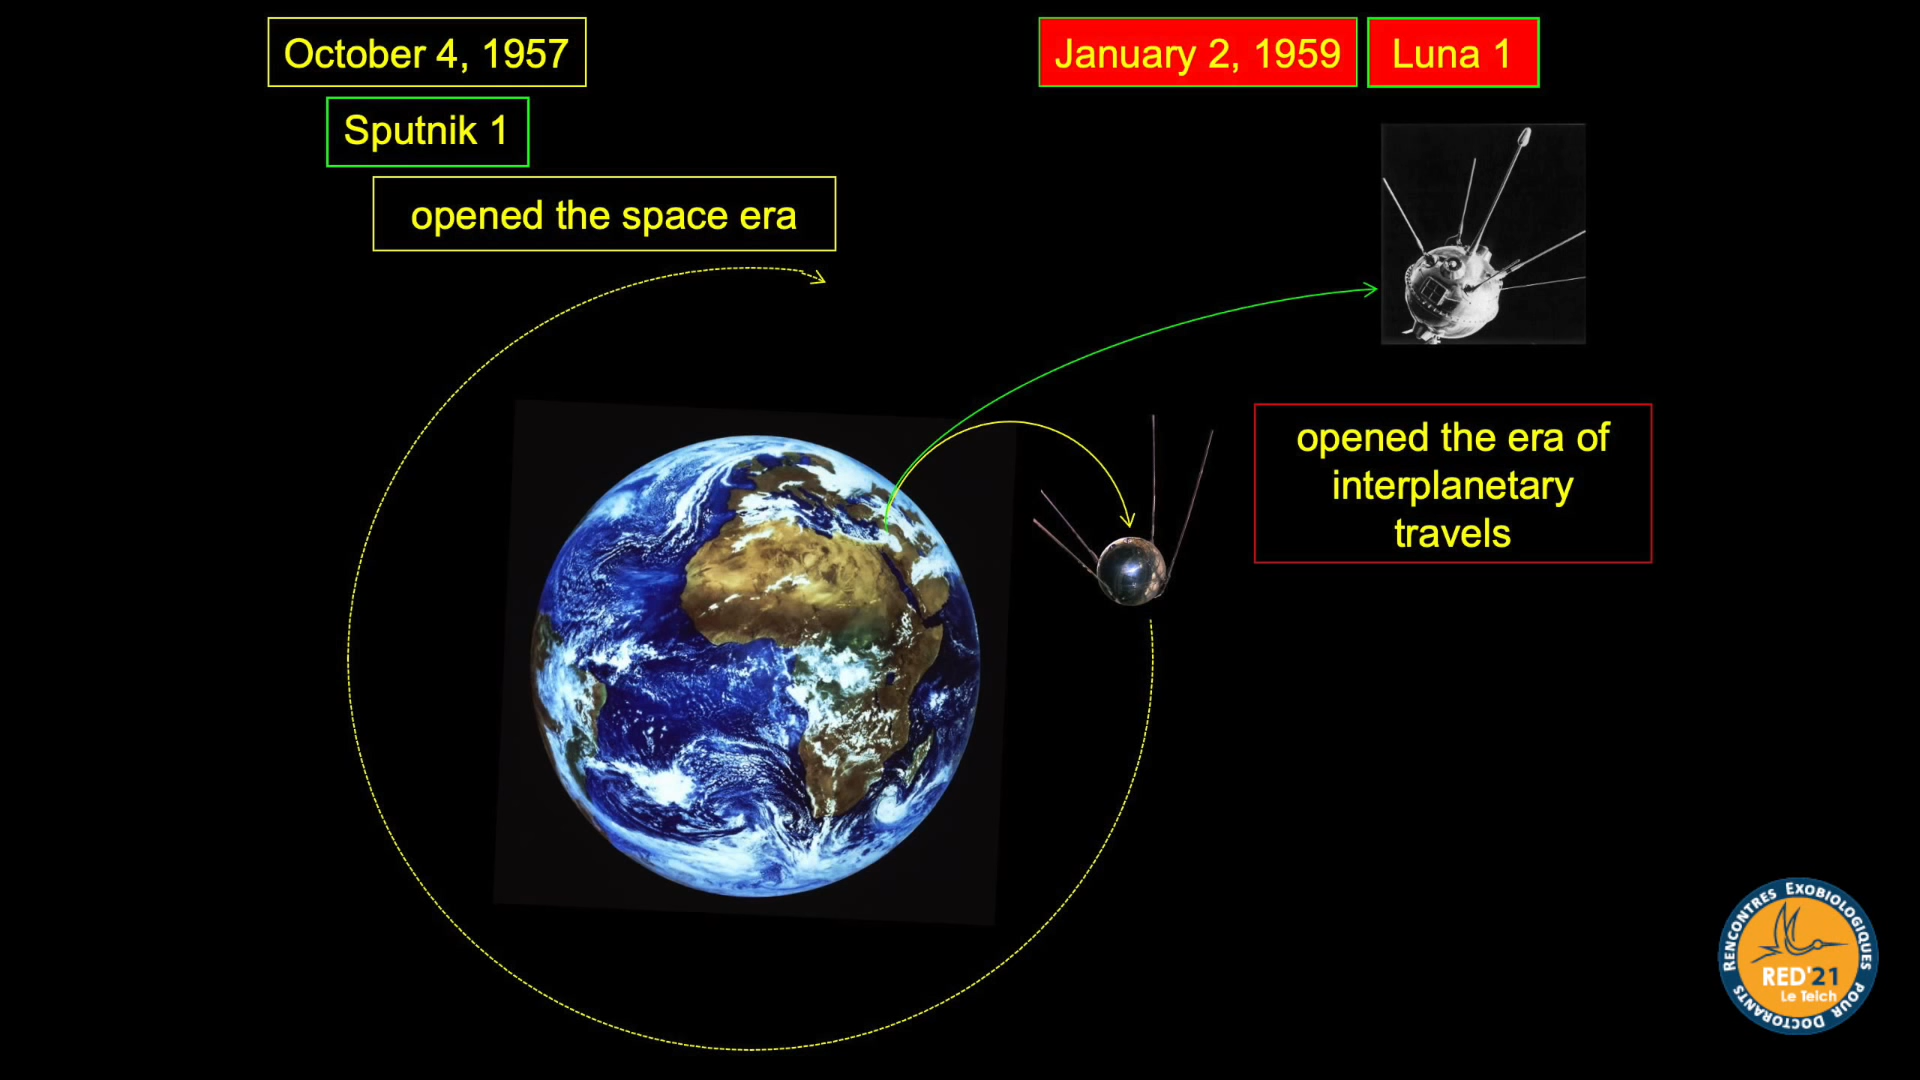 October 4, 1957
Sputnik 1
opened the space era
January 2, 1959
Luna 1
opened the era of
interplanetary
travels
RENCONTRES EXOBIOLOGIQUES POUR DOCTORANTS
RED'21
Le Teich